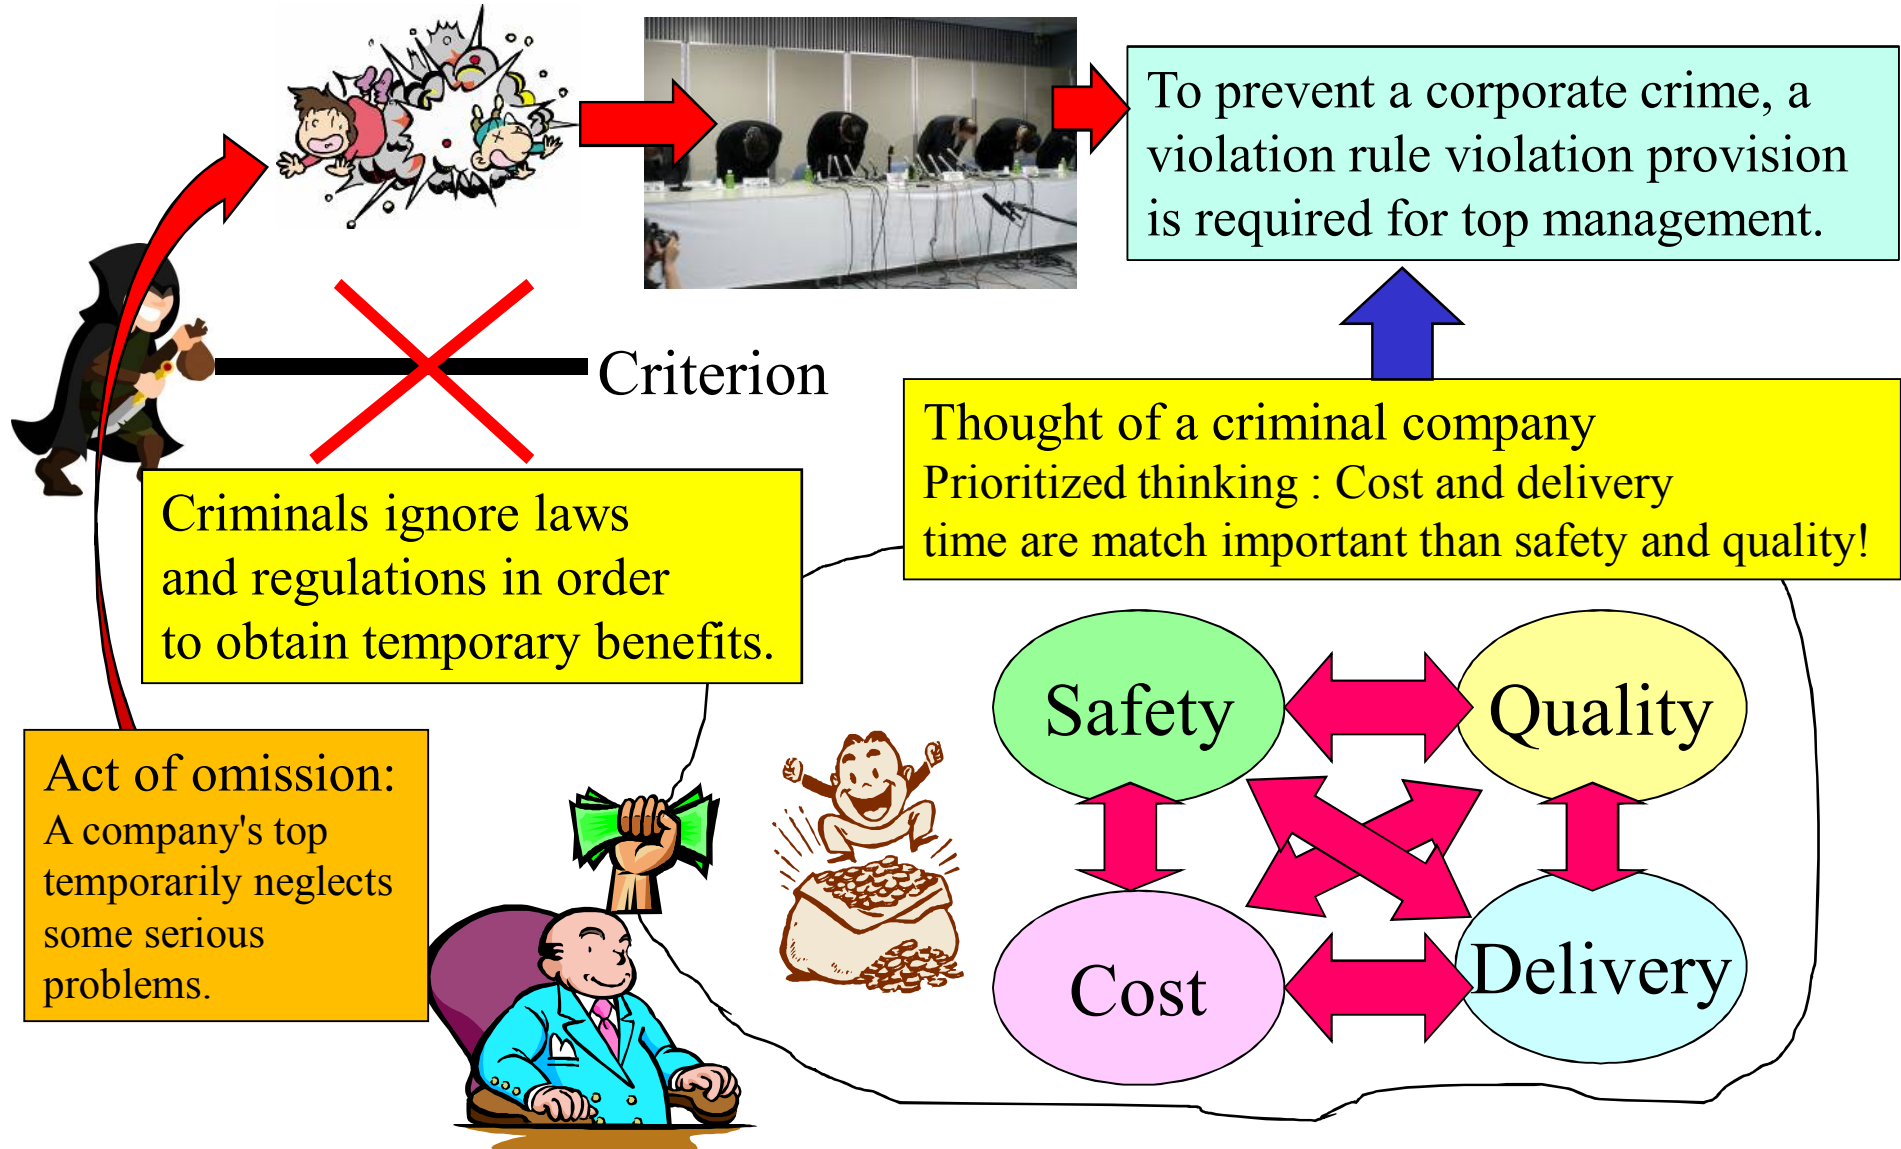 To prevent a corporate crime, a
violation rule violation provision
is required for top management.
Criterion
Thought of a criminal company
Prioritized thinking : Cost and delivery
time are match important than safety and quality!
Criminals ignore laws
and regulations in order
to obtain temporary benefits.
Safety
Quality
Act of omission:
A company's top
temporarily neglects
some serious
problems.
Cost
Delivery